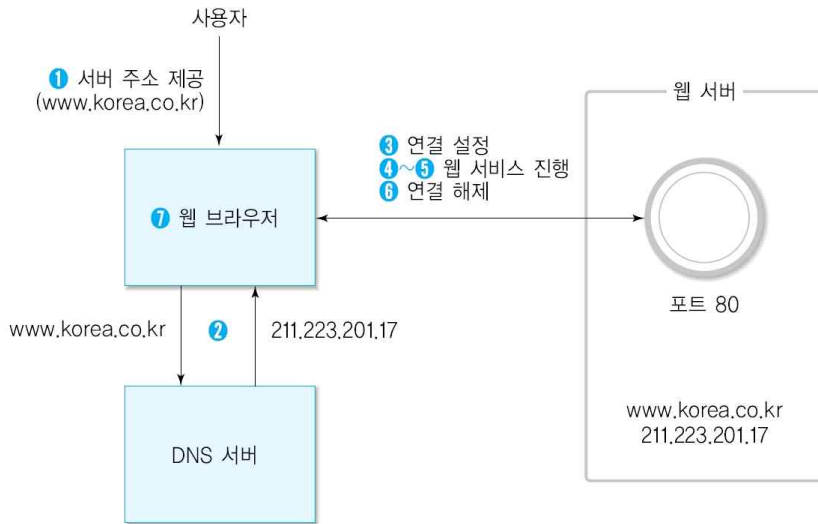 사용자
❶ 서버 주소 제공
(www.korea.co.kr)
웹 서버
❸ 연결 설정
❹~❺ 웹 서비스 진행
❻ 연결 해제
❼ 웹 브라우저
포트 80
www.korea.co.kr
❷
211.223.201.17
www.korea.co.kr
211.223.201.17
DNS 서버